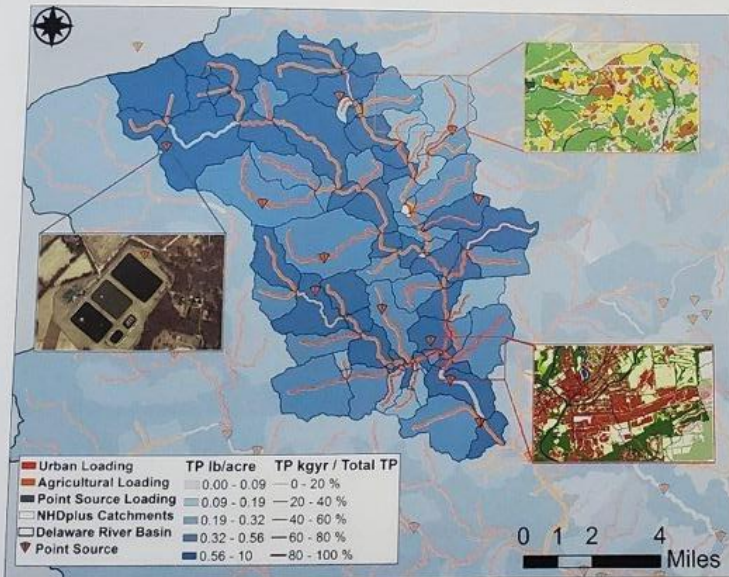 Urban Loading
Agricultural Loading
Point Source Loading
NHDplus Catchments
Delaware River Basin
Point Source
TP lb/acre
0.00 - 0.09
0.09 - 0.19
0.19 - 0.32
0.32 - 0.56
0.56 - 10
TP kgyr / Total TP
0 - 20 %
20 - 40 %
40 - 60 %
60 - 80 %
80 - 100 %
0 1 2 4
Miles